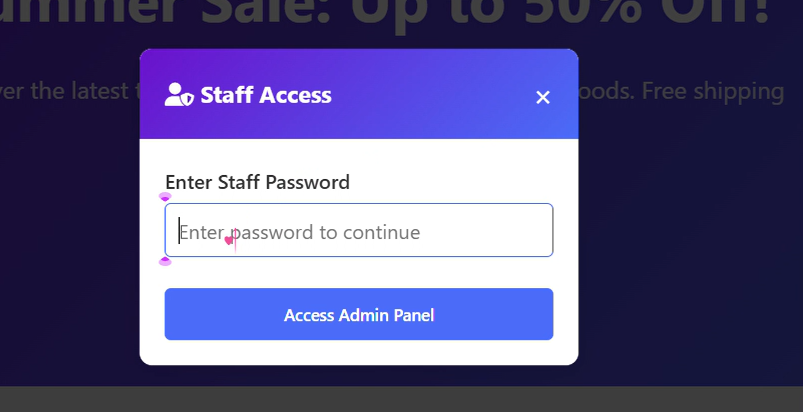 ummer Sale: Up to 50% Off!
ver the latest t
oods. Free shipping
Staff Access
×
Enter Staff Password
Enter password to continue
Access Admin Panel